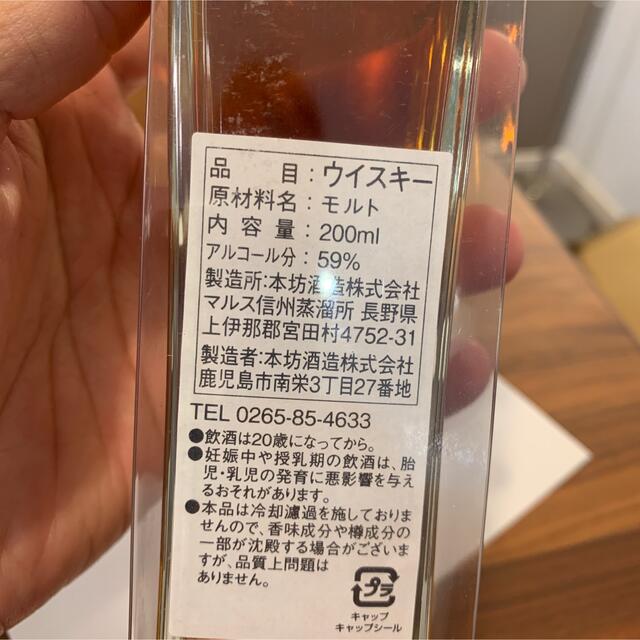 品目：ウイスキー
原材料名：モルト
内容量：200ml
アルコール分：59%
製造所：本坊酒造株式会社
マルス信州蒸溜所 長野県
上伊那郡宮田村4752-31
製造者：本坊酒造株式会社
鹿児島市南栄3丁目27番地
TEL 0265-85-4633
●飲酒は20歳になってから。
●妊娠中や授乳期の飲酒は、胎
児・乳児の発育に悪影響を与え
るおそれがあります。
●本品は冷却濾過を施しておりま
せんので、香味成分や樽成分の
一部が沈殿する場合がございま
すが、品質上問題は
ありません。
プラ
キャップ
キャップシール